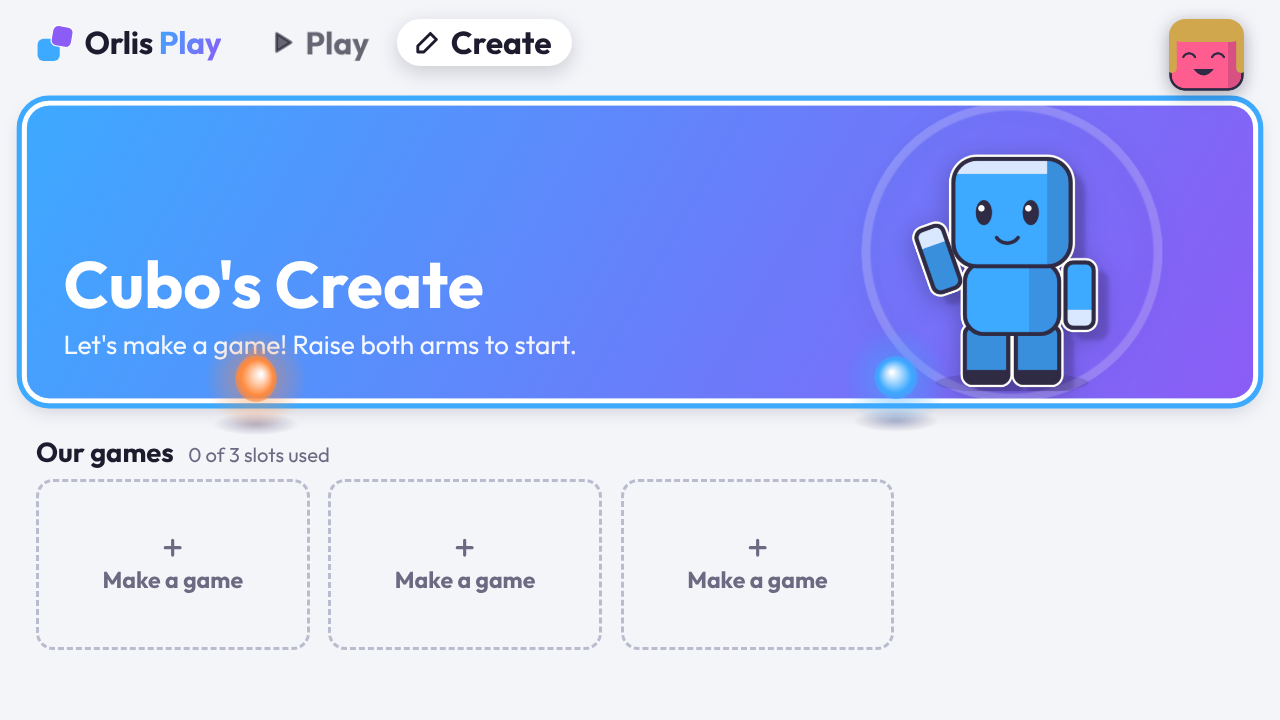 Orlis Play
Play
Create
Cubo's Create
Let's make a game! Raise both arms to start.
Our games 0 of 3 slots used
Make a game
Make a game
Make a game